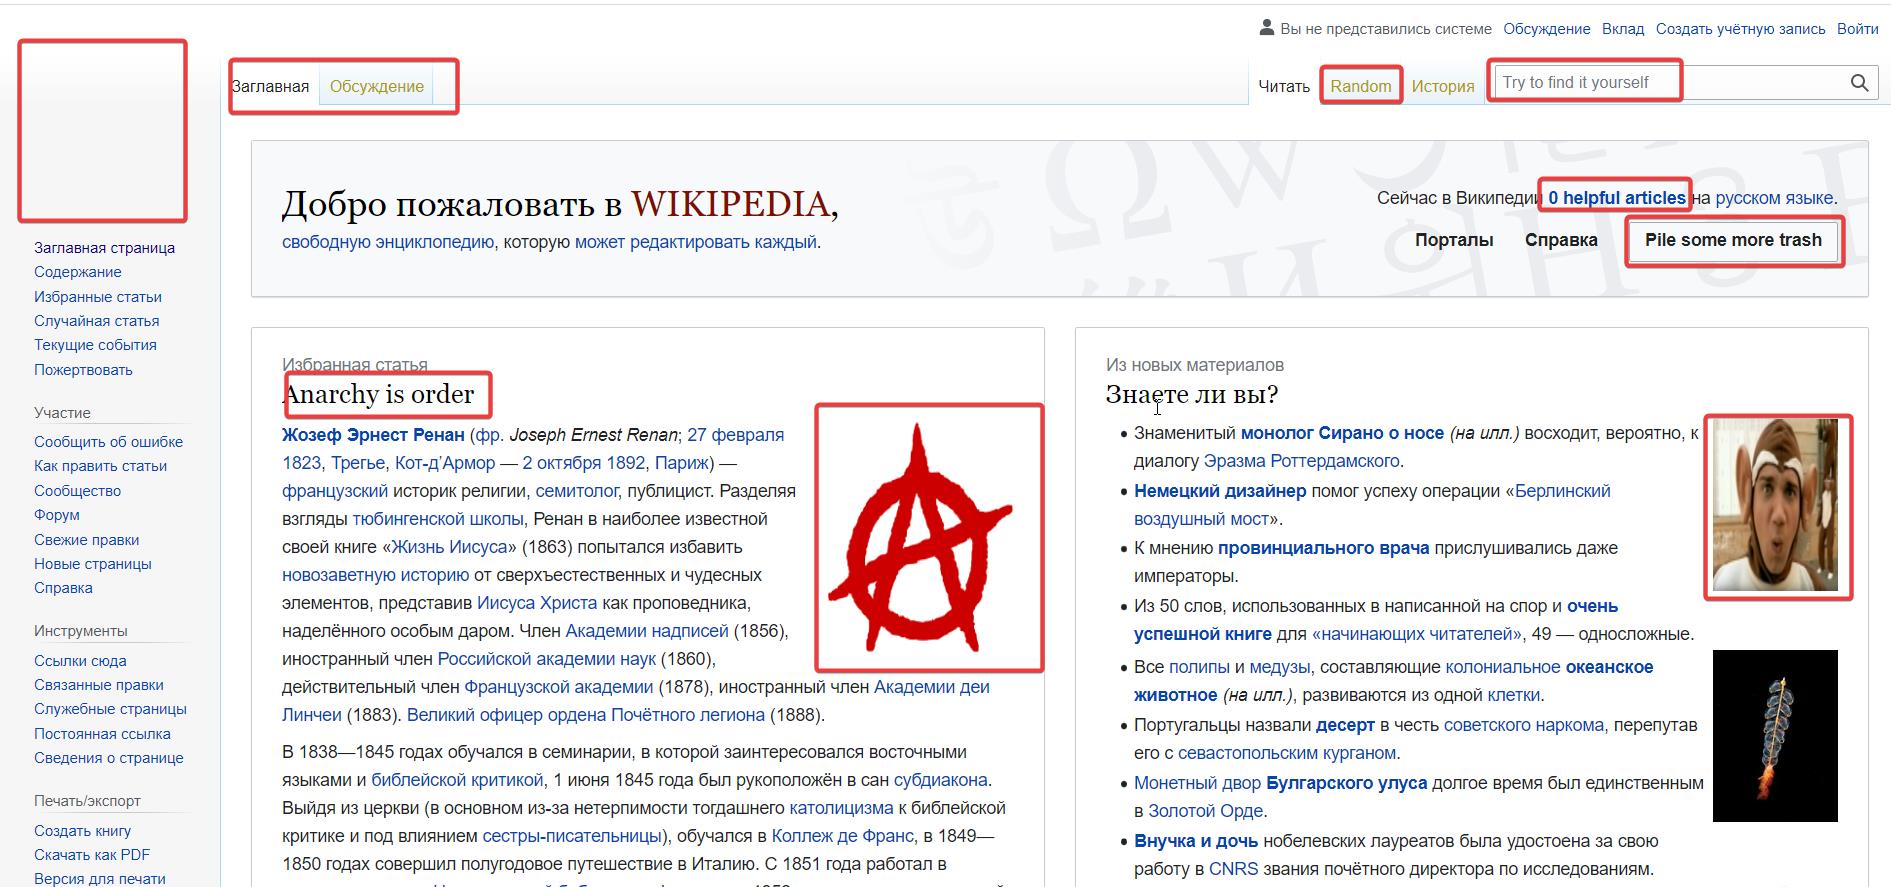 Вы не представились системе Обсуждение Вклад Создать учётную запись Войти
Заглавная Обсуждение Читать Random История Try to find it yourself
Добро пожаловать в WIKIPEDIA,
свободную энциклопедию, которую может редактировать каждый.
Сейчас в Википедии 0 helpful articles на русском языке.
Порталы Справка Pile some more trash
Заглавная страница
Содержание
Избранные статьи
Случайная статья
Текущие события
Пожертвовать
Участие
Сообщить об ошибке
Как править статьи
Сообщество
Форум
Свежие правки
Новые страницы
Справка
Инструменты
Ссылки сюда
Связанные правки
Служебные страницы
Постоянная ссылка
Сведения о странице
Печать/экспорт
Создать книгу
Скачать как PDF
Версия для печати
Избранная статья
Anarchy is order
Жозеф Эрнест Ренан (фр. Joseph Ernest Renan; 27 февраля
1823, Трегье, Кот-д’Армор — 2 октября 1892, Париж) —
французский историк религии, семитолог, публицист. Разделяя
взгляды тюбингенской школы, Ренан в наиболее известной
своей книге «Жизнь Иисуса» (1863) попытался избавить
новозаветную историю от сверхъестественных и чудесных
элементов, представив Иисуса Христа как проповедника,
наделённого особым даром. Член Академии надписей (1856),
иностранный член Российской академии наук (1860),
действительный член Французской академии (1878), иностранный член Академии деи
Линчеи (1883). Великий офицер ордена Почётного легиона (1888).
В 1838—1845 годах обучался в семинарии, в которой заинтересовался восточными
языками и библейской критикой, 1 июня 1845 года был рукоположён в сан субдиакона.
Выйдя из церкви (в основном из-за нетерпимости тогдашнего католицизма к библейской
критике и под влиянием сестры-писательницы), обучался в Коллеж де Франс, в 1849—
1850 годах совершил полугодовое путешествие в Италию. С 1851 года работал в
Из новых материалов
Знаете ли вы?
Знаменитый монолог Сирано о носе (на илл.) восходит, вероятно, к
диалогу Эразма Роттердамского.
Немецкий дизайнер помог успеху операции «Берлинский
воздушный мост».
К мнению провинциального врача прислушивались даже
императоры.
Из 50 слов, использованных в написанной на спор и очень
успешной книге для «начинающих читателей», 49 — односложные.
Все полипы и медузы, составляющие колониальное океанское
животное (на илл.), развиваются из одной клетки.
Португальцы назвали десерт в честь советского наркома, перепутав
его с севастопольским курганом.
Монетный двор Булгарского улуса долгое время был единственным
в Золотой Орде.
Внучка и дочь нобелевских лауреатов была удостоена за свою
работу в CNRS звания почётного директора по исследованиям.